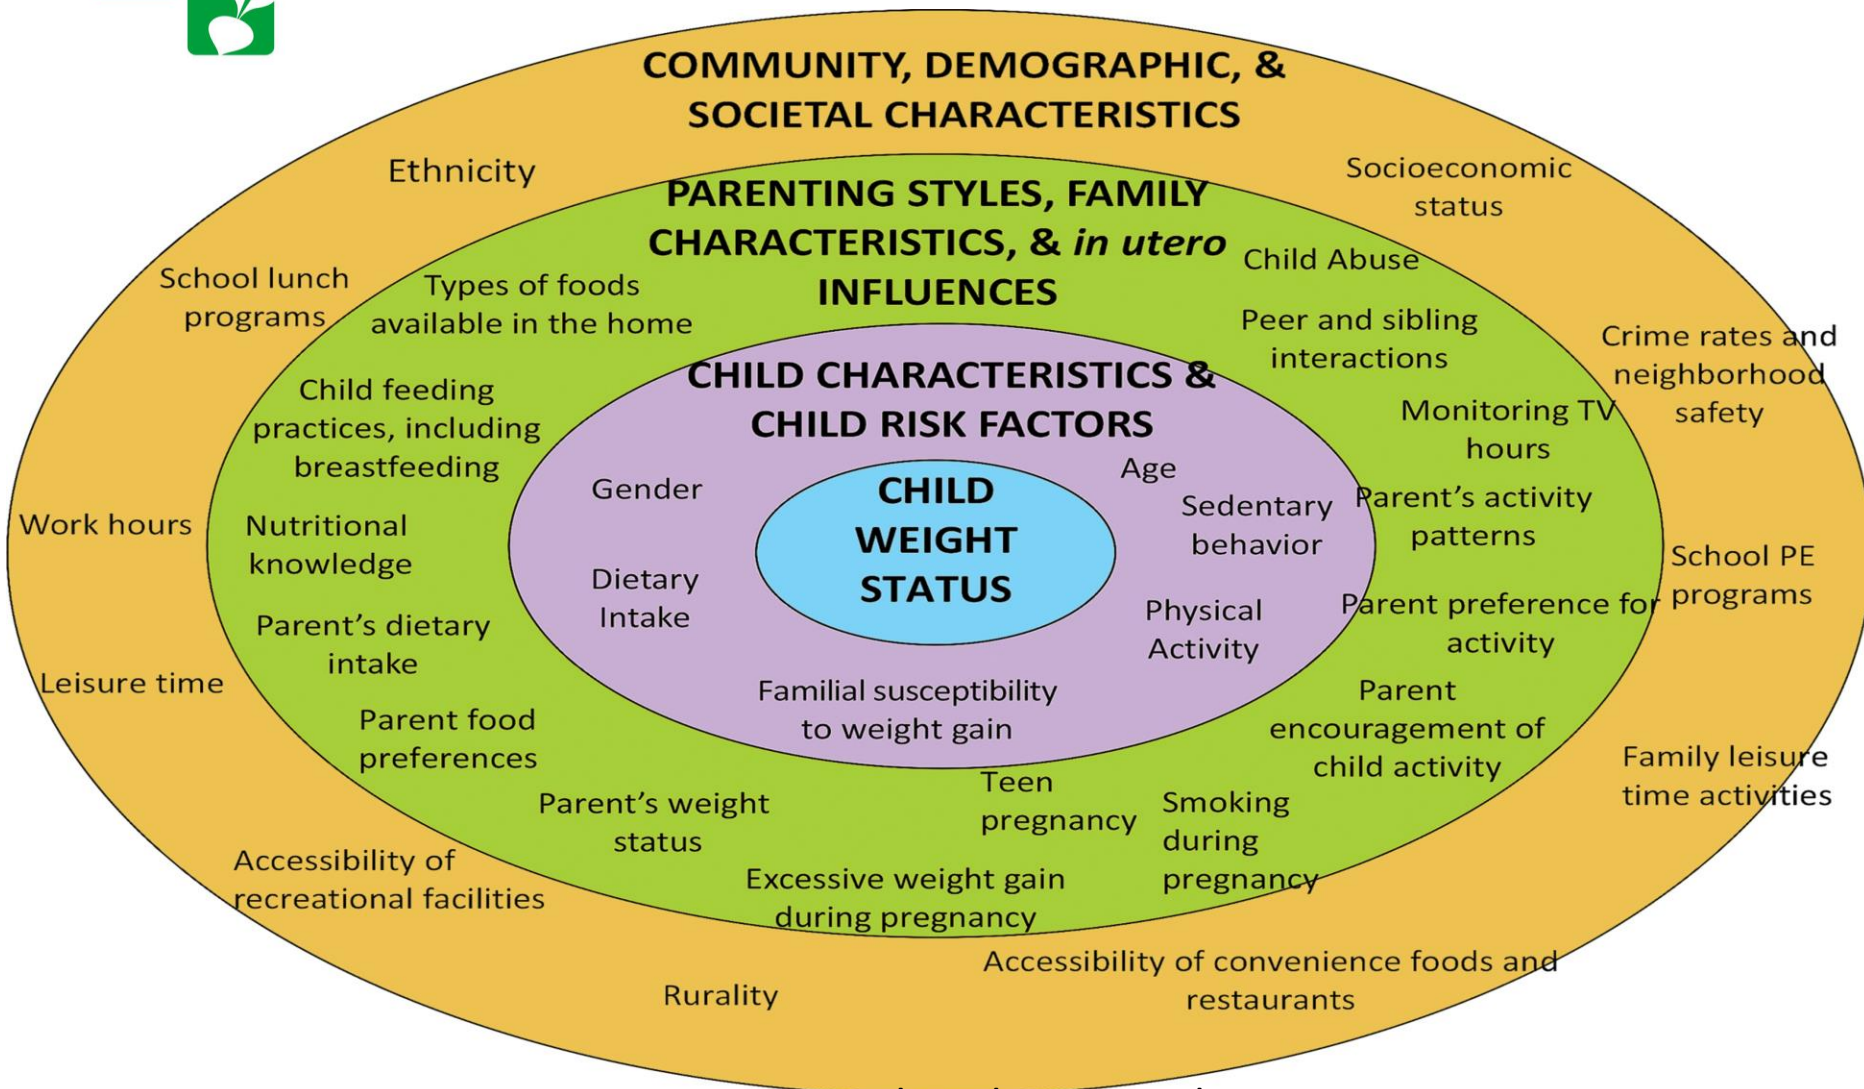 COMMUNITY, DEMOGRAPHIC, &
SOCIETAL CHARACTERISTICS
Ethnicity
Socioeconomic
status
School lunch
programs
Crime rates and
neighborhood
safety
Work hours
School PE
programs
Leisure time
Family leisure
time activities
Accessibility of
recreational facilities
Rurality
Accessibility of convenience foods and
restaurants
PARENTING STYLES, FAMILY
CHARACTERISTICS, & in utero
INFLUENCES
Types of foods
available in the home
Child Abuse
Peer and sibling
interactions
Child feeding
practices, including
breastfeeding
Monitoring TV
hours
Nutritional
knowledge
Parent’s activity
patterns
Parent’s dietary
intake
Parent preference for
activity
Parent food
preferences
Parent
encouragement of
child activity
Parent’s weight
status
Teen
pregnancy
Smoking
during
pregnancy
Excessive weight gain
during pregnancy
CHILD CHARACTERISTICS &
CHILD RISK FACTORS
Gender
Age
Sedentary
behavior
Dietary
Intake
Physical
Activity
Familial susceptibility
to weight gain
CHILD
WEIGHT
STATUS